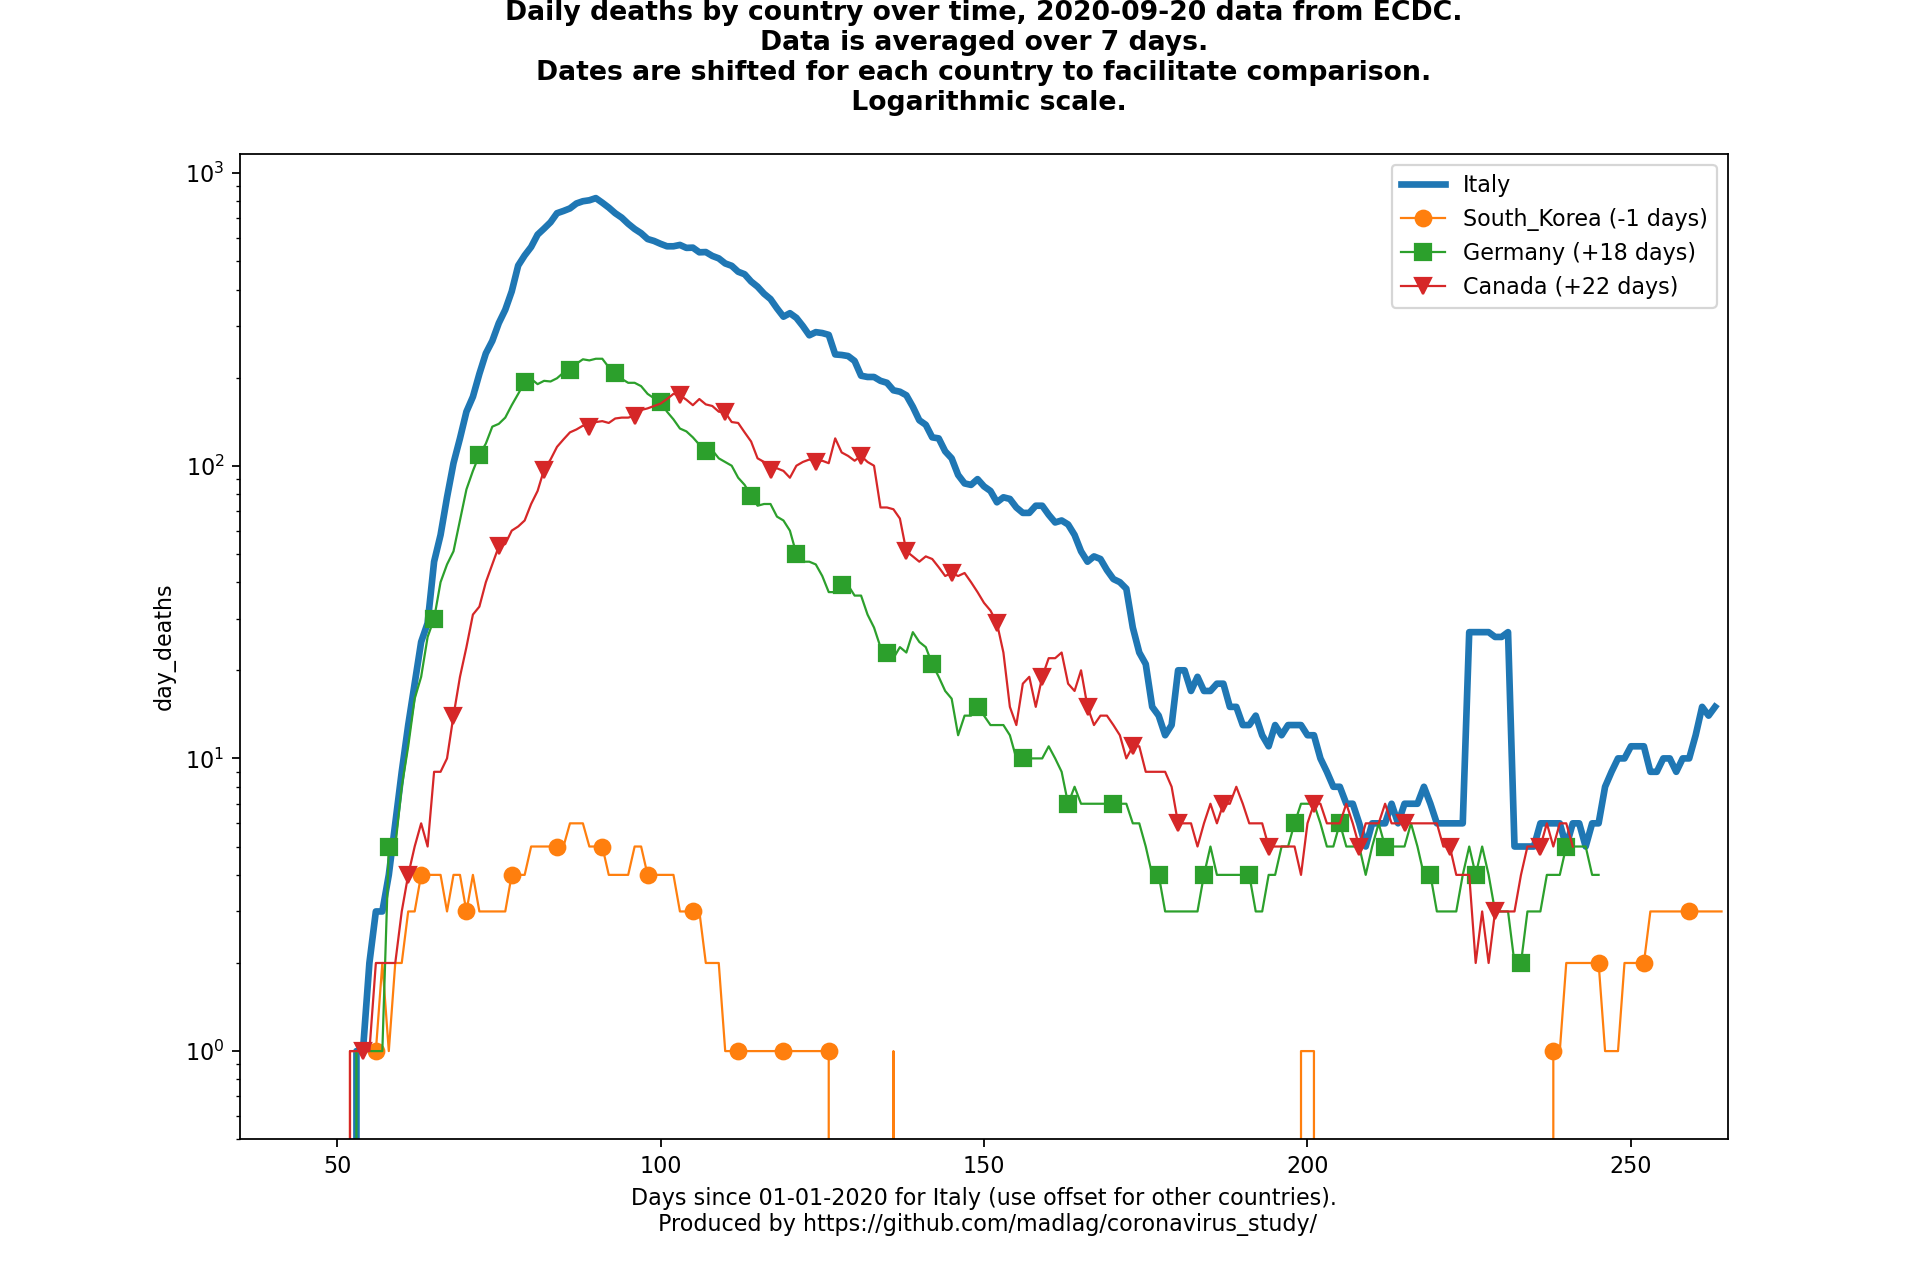 Daily deaths by country over time, 2020-09-20 data from ECDC.
Data is averaged over 7 days.
Dates are shifted for each country to facilitate comparison.
Logarithmic scale.
10³
10²
10¹
10⁰
day_deaths
Italy
South_Korea (-1 days)
Germany (+18 days)
Canada (+22 days)
50 100 150 200 250
Days since 01-01-2020 for Italy (use offset for other countries).
Produced by https://github.com/madlag/coronavirus_study/